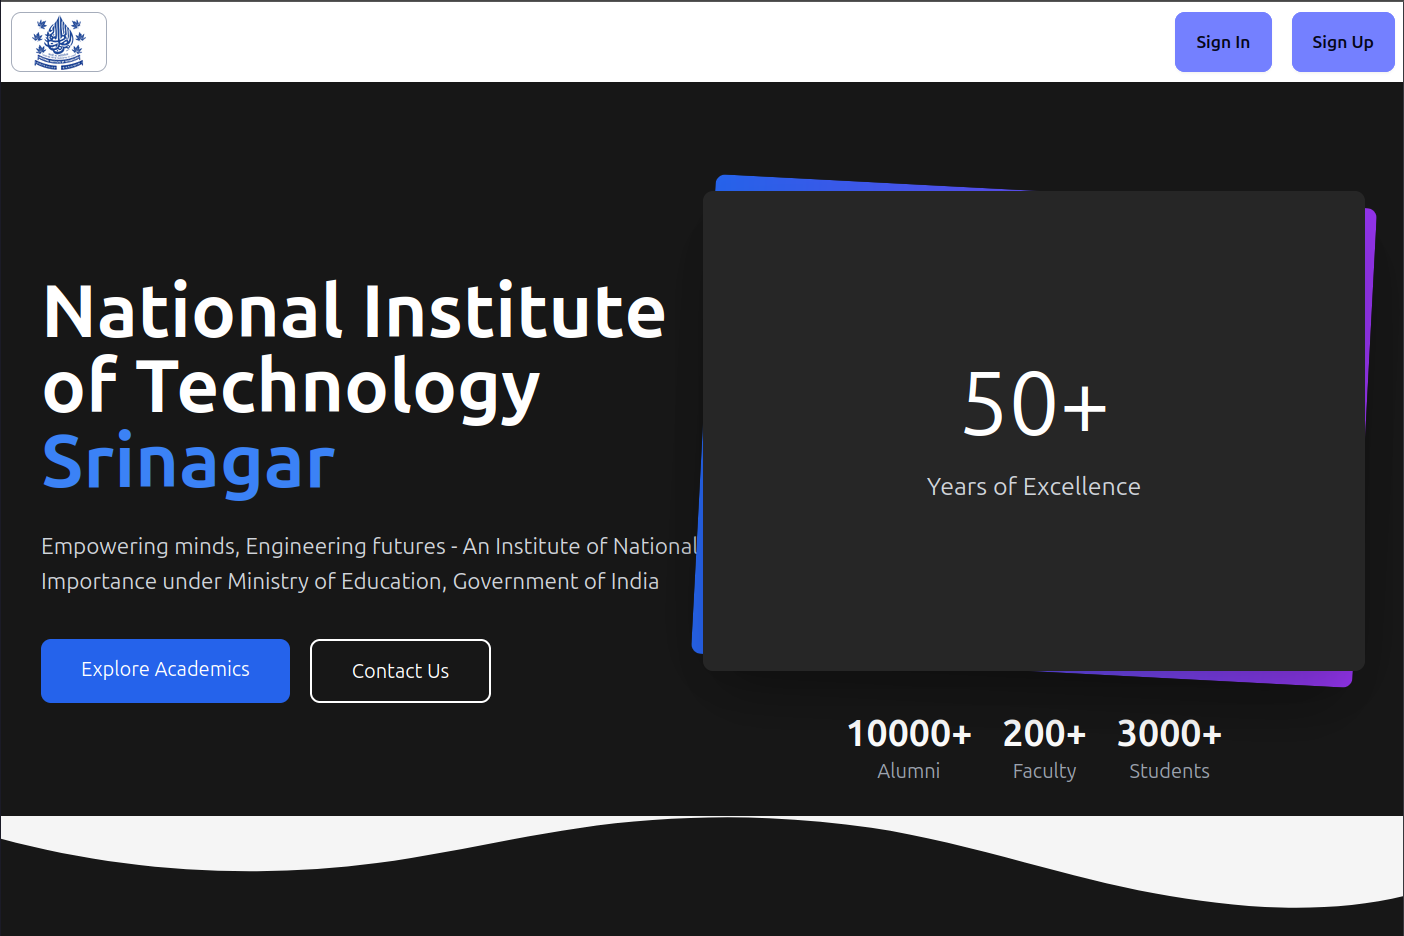 Sign In
Sign Up
National Institute
of Technology
Srinagar
Empowering minds, Engineering futures - An Institute of National
Importance under Ministry of Education, Government of India
Explore Academics
Contact Us
50+
Years of Excellence
10000+
Alumni
200+
Faculty
3000+
Students